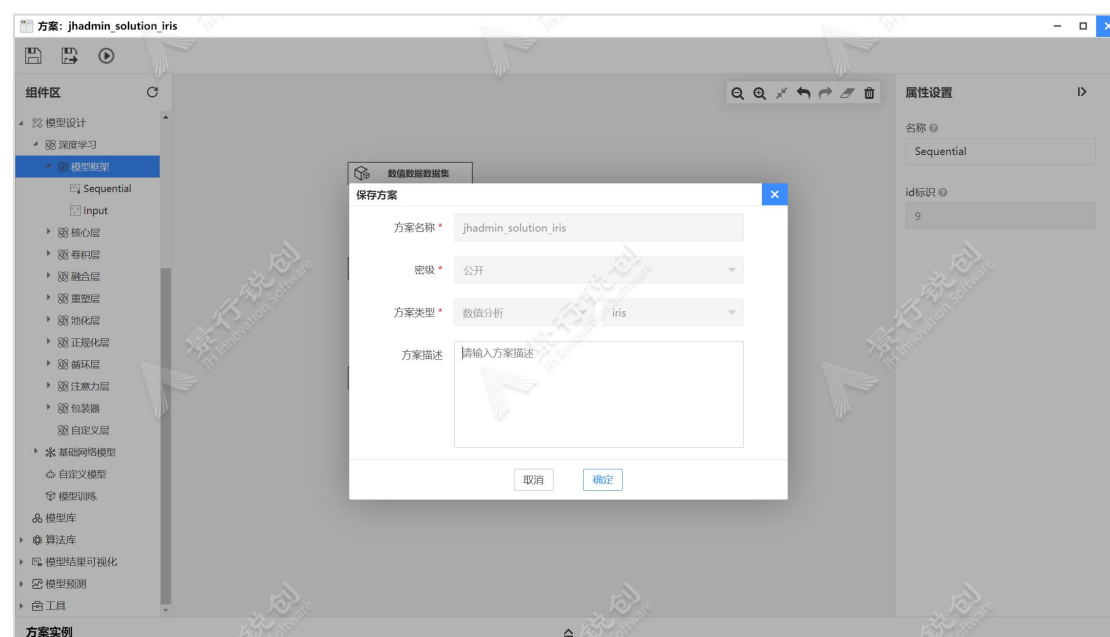 方案：jhadmin_solution_iris
组件区
模型设计
深度学习
模型框架
Sequential
Input
核心层
卷积层
融合层
重塑层
池化层
正规化层
循环层
注意力层
包装器
自定义层
基础网络模型
自定义模型
模型训练
模型库
算法库
模型结果可视化
模型预测
工具
方案实例
数值数据数据集
保存方案
方案名称 * jhadmin_solution_iris
密级 * 公开
方案类型 * 数值分析 iris
方案描述 请输入方案描述
取消 确定
属性设置
名称
Sequential
id标识
9
景行锐创
JH Innovation Software